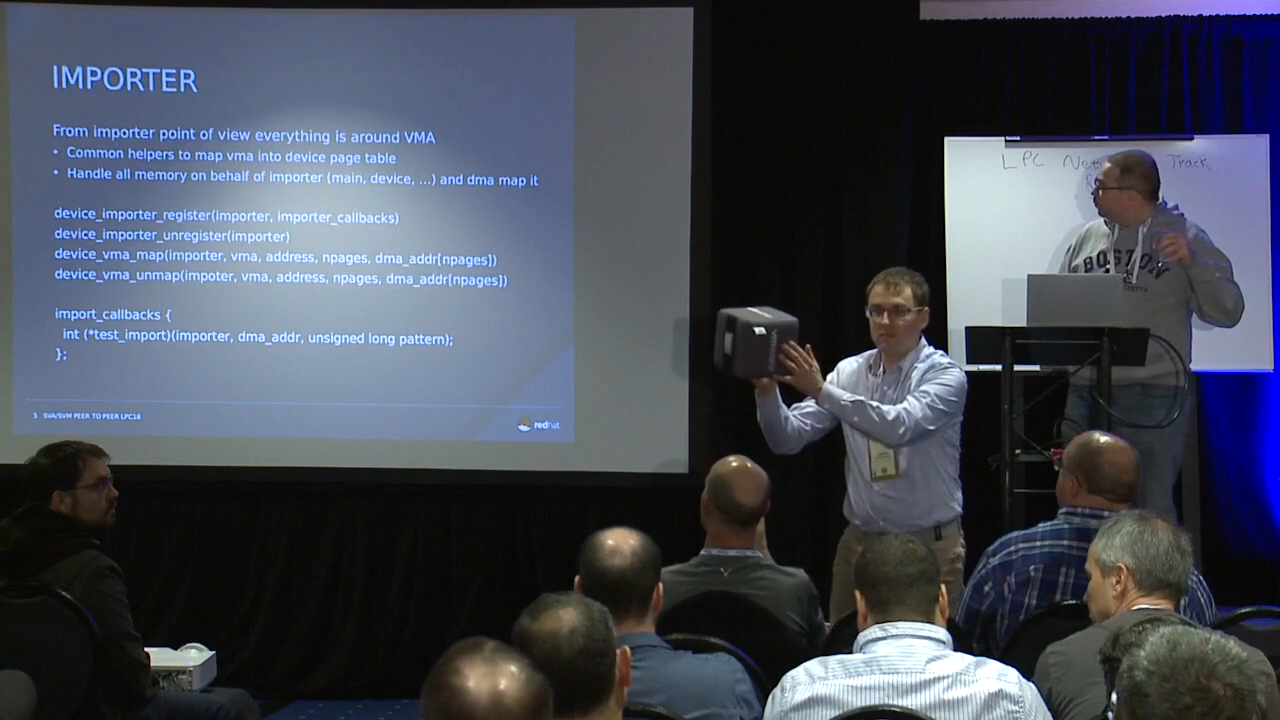 IMPORTER
From importer point of view everything is around VMA
• Common helpers to map vma into device page table
• Handle all memory on behalf of importer (main, device, ...) and dma map it
device_importer_register(importer, importer_callbacks)
device_importer_unregister(importer)
device_vma_map(importer, vma, address, npages, dma_addr[npages])
device_vma_unmap(impoter, vma, address, npages, dma_addr[npages])
import_callbacks {
int (*test_import)(importer, dma_addr, unsigned long pattern);
};
5 SVA/SVM PEER TO PEER LPC18
redhat
LPC Track
BOSTON